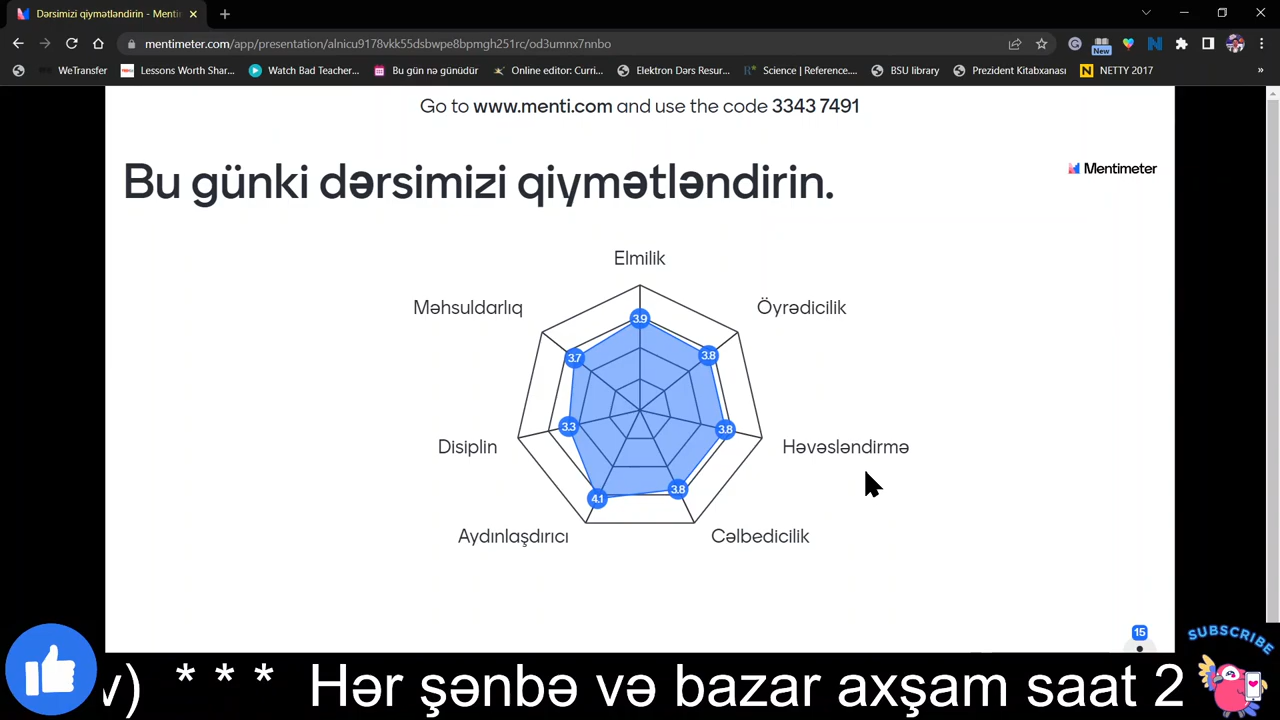 Dərsimizi qiymətləndirin - Menti
mentimeter.com/app/presentation/alnicu9178vkk55dsbwpe8bpmgh251rc/od3umnx7nnbo
New
WeTransfer
Lessons Worth Shar...
Watch Bad Teacher...
Bu gün nə günüdür
Online editor: Curri...
Elektron Dərs Resur...
Science | Reference....
BSU library
Prezident Kitabxanası
NETTY 2017
»
Go to www.menti.com and use the code 3343 7491
Bu günki dərsimizi qiymətləndirin.
Mentimeter
Elmilik
Məhsuldarlıq
Öyrədicilik
3.9
3.7
3.8
3.3
3.8
Disiplin
Həvəsləndirmə
4.1
3.8
Aydınlaşdırıcı
Cəlbedicilik
15
SUBSCRIBE
v) * * * Hər şənbə və bazar axşam saat 2